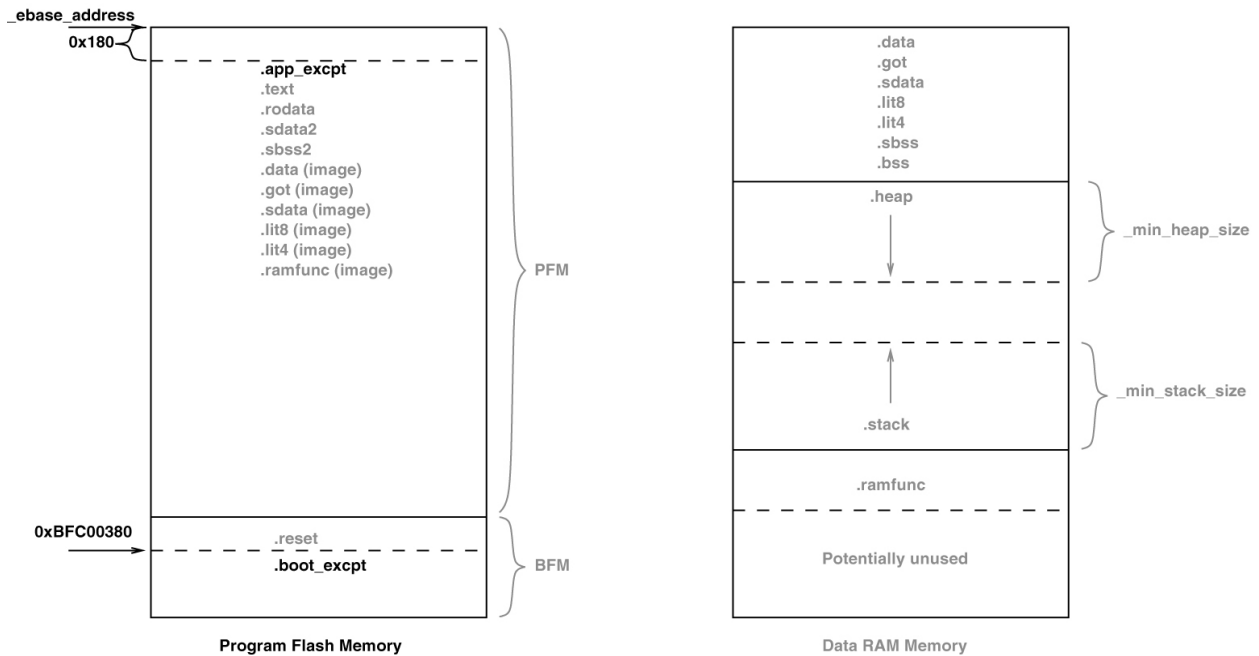 _ebase_address
0x180
.app_excpt
.text
.rodata
.sdata2
.sbss2
.data (image)
.got (image)
.sdata (image)
.lit8 (image)
.lit4 (image)
.ramfunc (image)
PFM
0xBFC00380
.reset
.boot_excpt
BFM
Program Flash Memory
.data
.got
.sdata
.lit8
.lit4
.sbss
.bss
.heap
_min_heap_size
_min_stack_size
.stack
.ramfunc
Potentially unused
Data RAM Memory